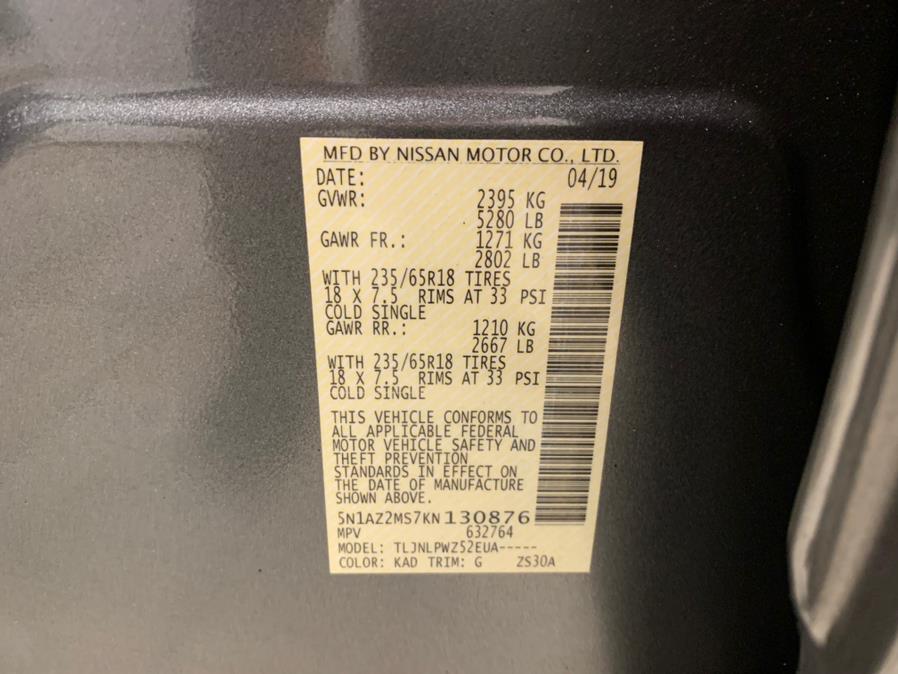 MFD BY NISSAN MOTOR CO., LTD.
DATE: 04/19
GVWR: 2395 KG
5280 LB
GAWR FR.: 1271 KG
2802 LB
WITH 235/65R18 TIRES
18 X 7.5 RIMS AT 33 PSI
COLD SINGLE
GAWR RR.: 1210 KG
2667 LB
WITH 235/65R18 TIRES
18 X 7.5 RIMS AT 33 PSI
COLD SINGLE
THIS VEHICLE CONFORMS TO
ALL APPLICABLE FEDERAL
MOTOR VEHICLE SAFETY AND
THEFT PREVENTION
STANDARDS IN EFFECT ON
THE DATE OF MANUFACTURE
SHOWN ABOVE.
5N1AZ2MS7KN130876
MPV 632764
MODEL: TLJNLPWZ52EUA-----
COLOR: KAD TRIM: G ZS30A